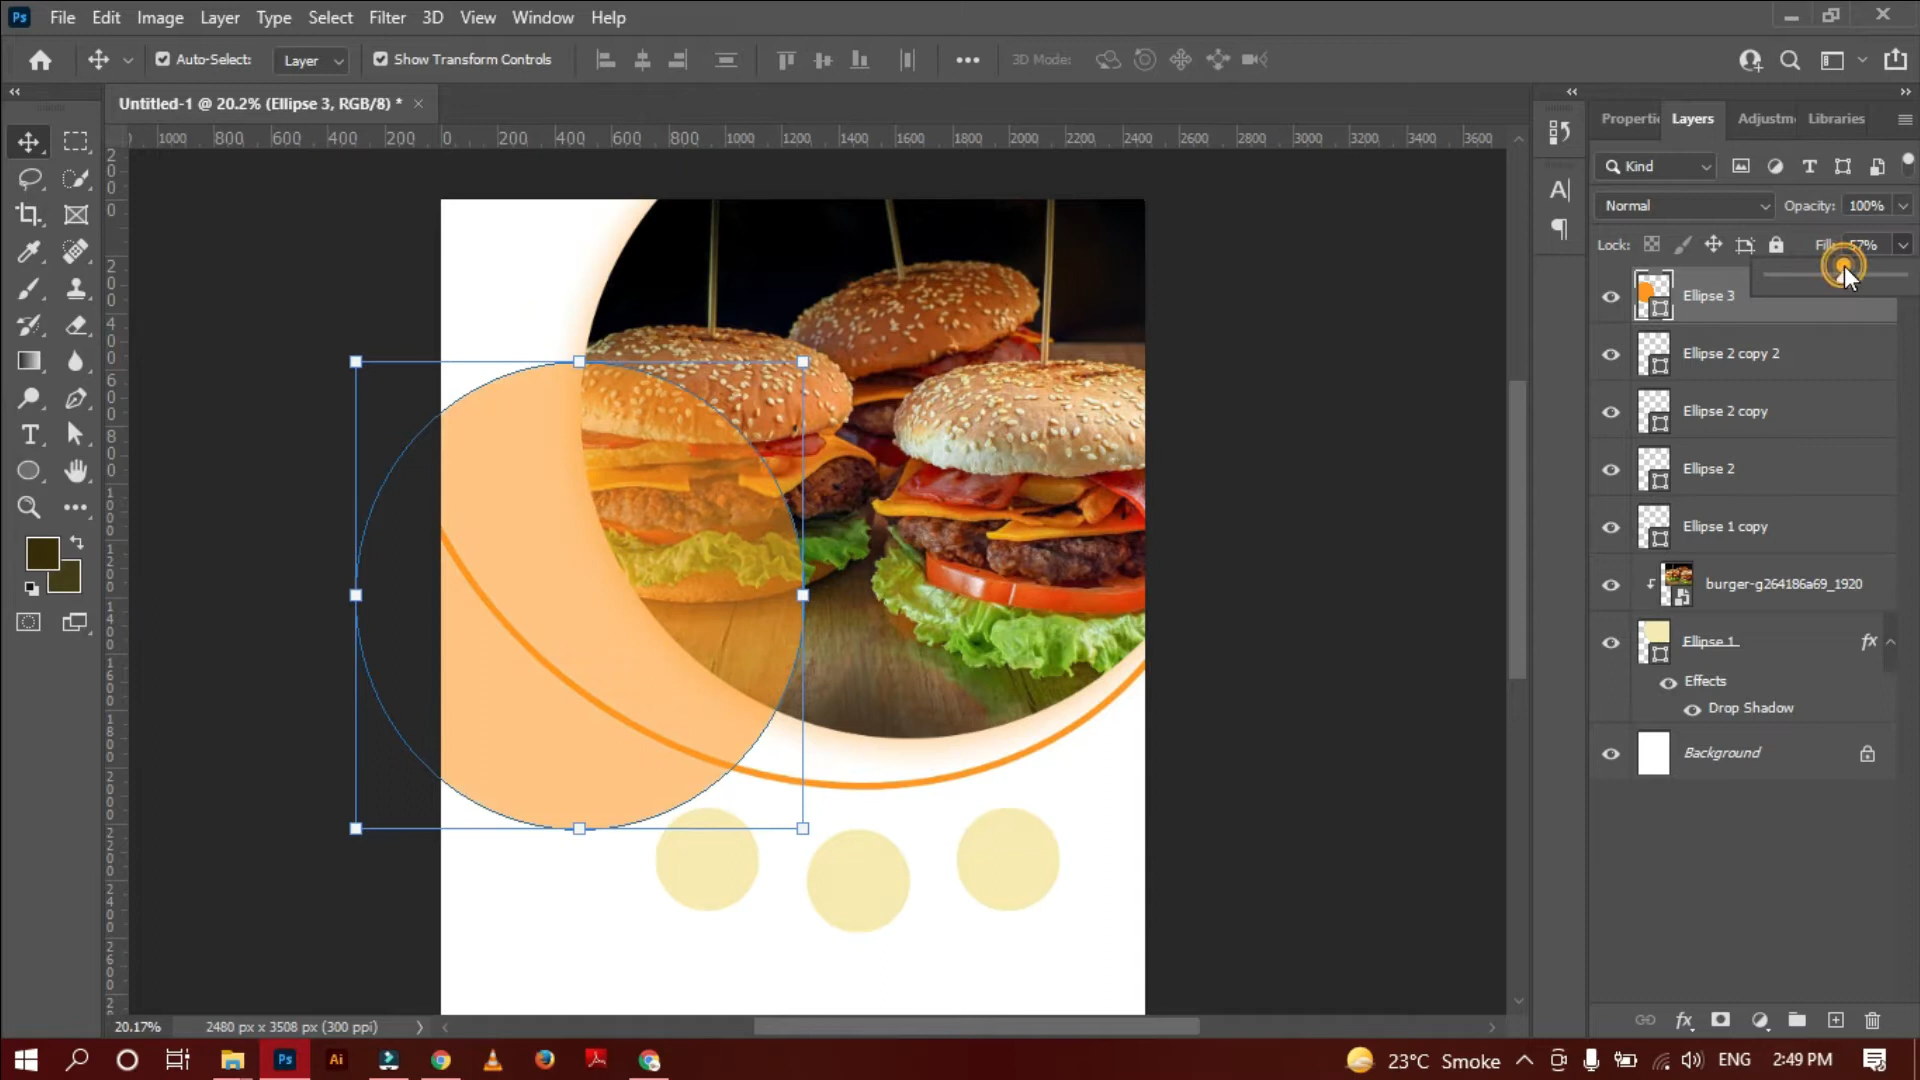 Ps File Edit Image Layer Type Select Filter 3D View Window Help
Auto-Select: Layer Show Transform Controls 3D Mode:
Untitled-1 @ 20.2% (Ellipse 3, RGB/8) *
1000 800 600 400 200 0 200 400 600 800 1000 1200 1400 1600 1800 2000 2200 2400 2600 2800 3000 3200 3400 3600
Properti Layers Adjustm Libraries
Kind
Normal Opacity: 100%
Lock: Fill: 57%
Ellipse 3
Ellipse 2 copy 2
Ellipse 2 copy
Ellipse 2
Ellipse 1 copy
burger-g264186a69_1920
Ellipse 1 fx
Effects
Drop Shadow
Background
20.17% 2480 px x 3508 px (300 ppi)
Ps Ai 23°C Smoke ENG 2:49 PM